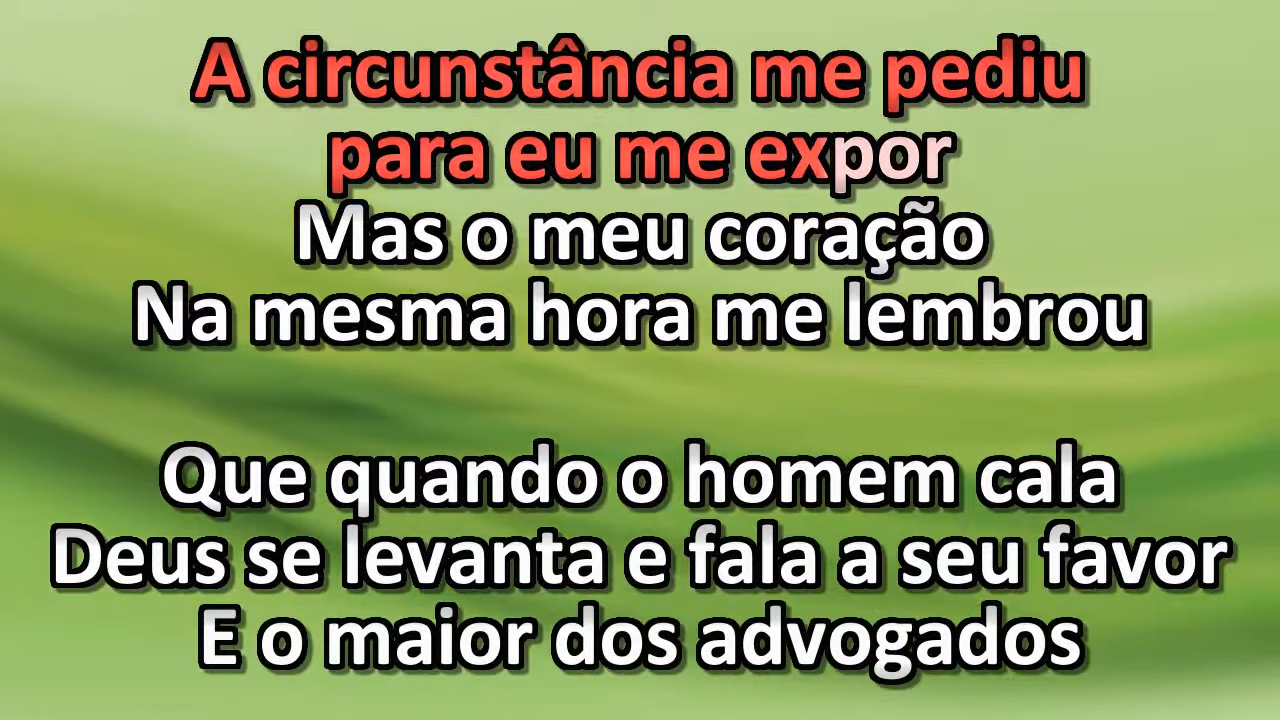 A circunstância me pediu
para eu me expor
Mas o meu coração
Na mesma hora me lembrou
Que quando o homem cala
Deus se levanta e fala a seu favor
E o maior dos advogados